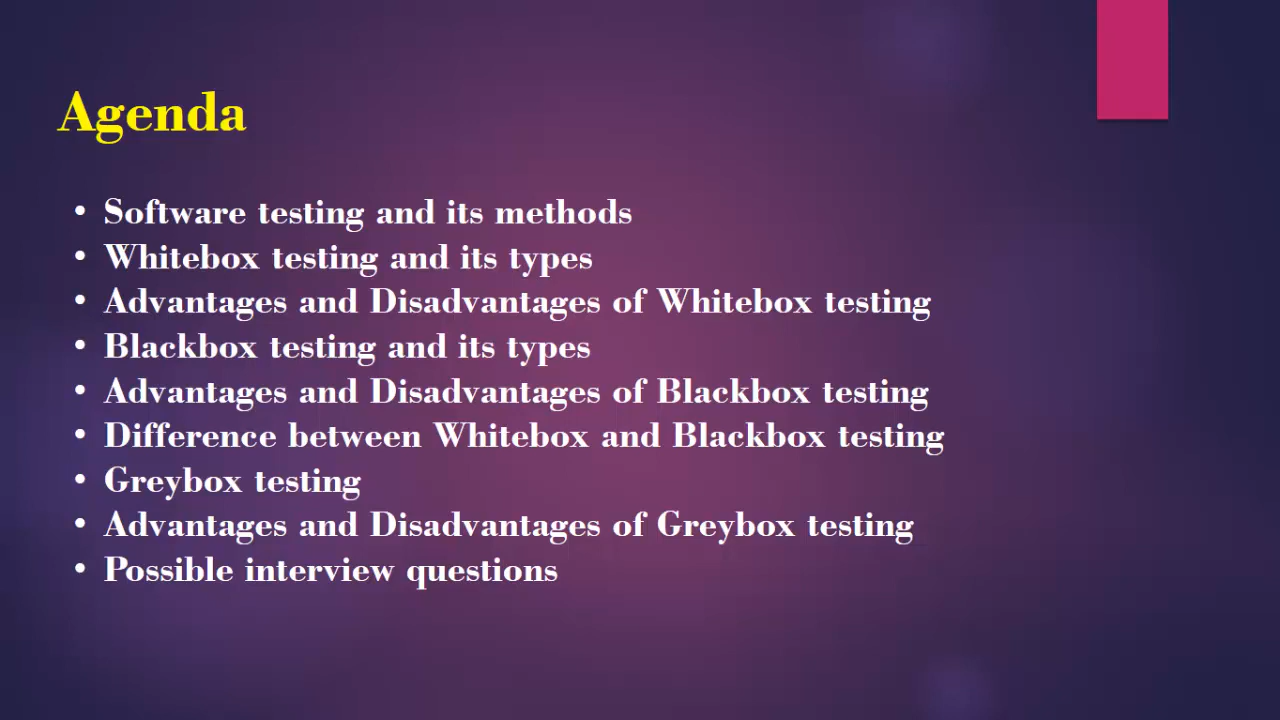 Agenda
• Software testing and its methods
• Whitebox testing and its types
• Advantages and Disadvantages of Whitebox testing
• Blackbox testing and its types
• Advantages and Disadvantages of Blackbox testing
• Difference between Whitebox and Blackbox testing
• Greybox testing
• Advantages and Disadvantages of Greybox testing
• Possible interview questions